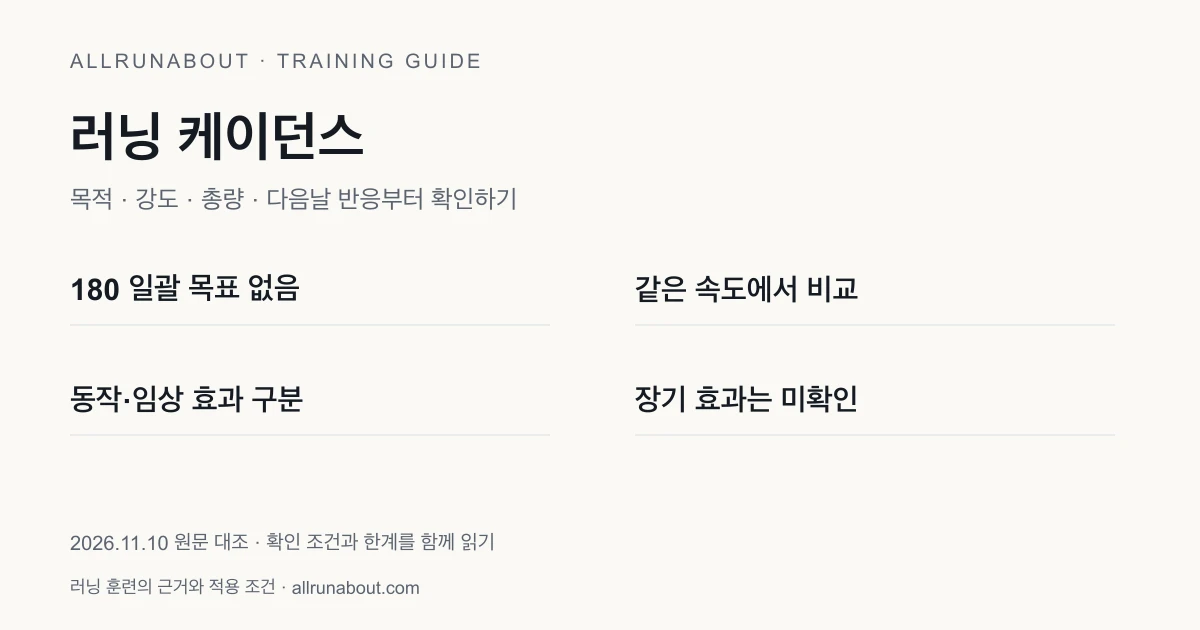 ALLRUNABOUT · TRAINING GUIDE
러닝 케이던스
목적 · 강도 · 총량 · 다음날 반응부터 확인하기
180 일괄 목표 없음
같은 속도에서 비교
동작·임상 효과 구분
장기 효과는 미확인
2026.11.10 원문 대조 · 확인 조건과 한계를 함께 읽기
러닝 훈련의 근거와 적용 조건 · allrunabout.com